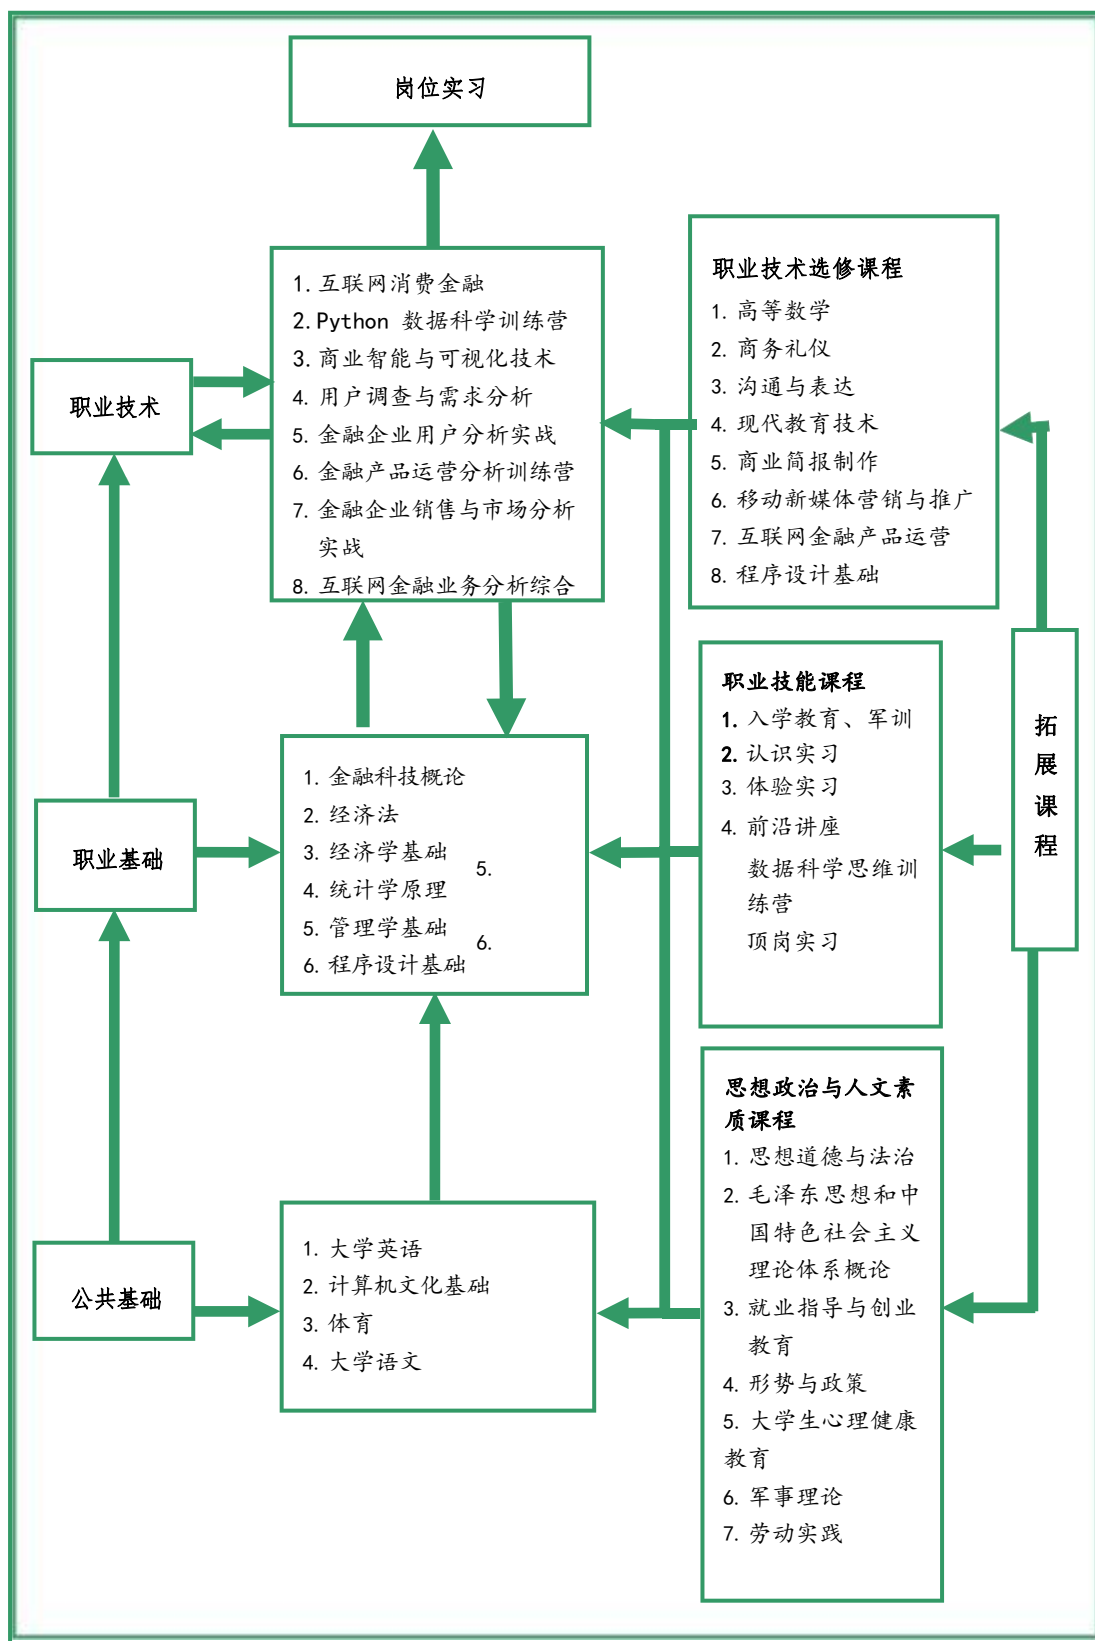 岗位实习
1. 互联网消费金融
2. Python 数据科学训练营
3. 商业智能与可视化技术
4. 用户调查与需求分析
5. 金融企业用户分析实战
6. 金融产品运营分析训练营
7. 金融企业销售与市场分析
实战
8. 互联网金融业务分析综合
职业技术选修课程
1. 高等数学
2. 商务礼仪
3. 沟通与表达
4. 现代教育技术
5. 商业简报制作
6. 移动新媒体营销与推广
7. 互联网金融产品运营
8. 程序设计基础
职业技术
职业技能课程
1. 入学教育、军训
2. 认识实习
3. 体验实习
4. 前沿讲座
数据科学思维训
练营
顶岗实习
拓
展
课
程
职业基础
1. 金融科技概论
2. 经济法
3. 经济学基础
4. 统计学原理
5. 管理学基础
6. 程序设计基础
5.
6.
思想政治与人文素
质课程
1. 思想道德与法治
2. 毛泽东思想和中
国特色社会主义
理论体系概论
3. 就业指导与创业
教育
4. 形势与政策
5. 大学生心理健康
教育
6. 军事理论
7. 劳动实践
公共基础
1. 大学英语
2. 计算机文化基础
3. 体育
4. 大学语文